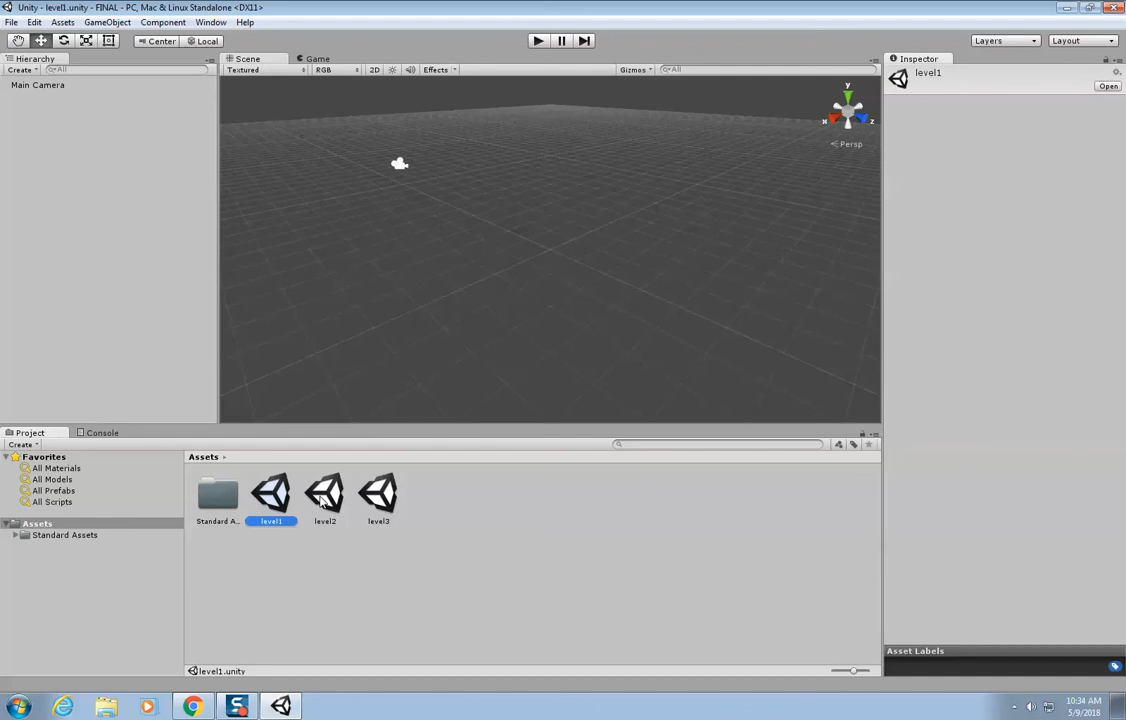 Unity - level1.unity - FINAL - PC, Mac & Linux Standalone <DX11>
File Edit Assets GameObject Component Window Help
Center Local Layers Layout
Hierarchy
Create All
Main Camera
Scene Game
Textured RGB 2D Effects Gizmos All
y
x z
Persp
Inspector
level1
Open
Project Console
Create
Favorites
All Materials
All Models
All Prefabs
All Scripts
Assets
Standard Assets
Assets
Standard A...
level1
level2
level3
level1.unity
Asset Labels
10:34 AM
5/9/2018